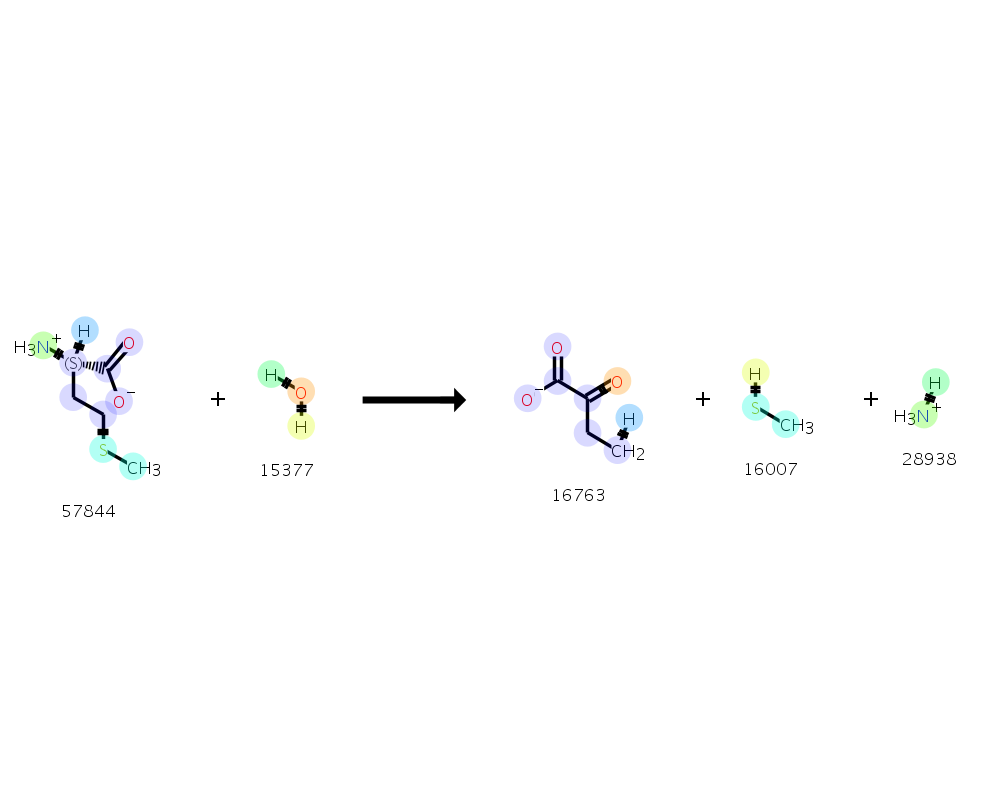 H O
H3N+ (S)
O−
S CH3
57844
+
H O
H
15377
O
O− O
H
CH2
16763
+
H
S CH3
16007
+
H
H3N+
28938